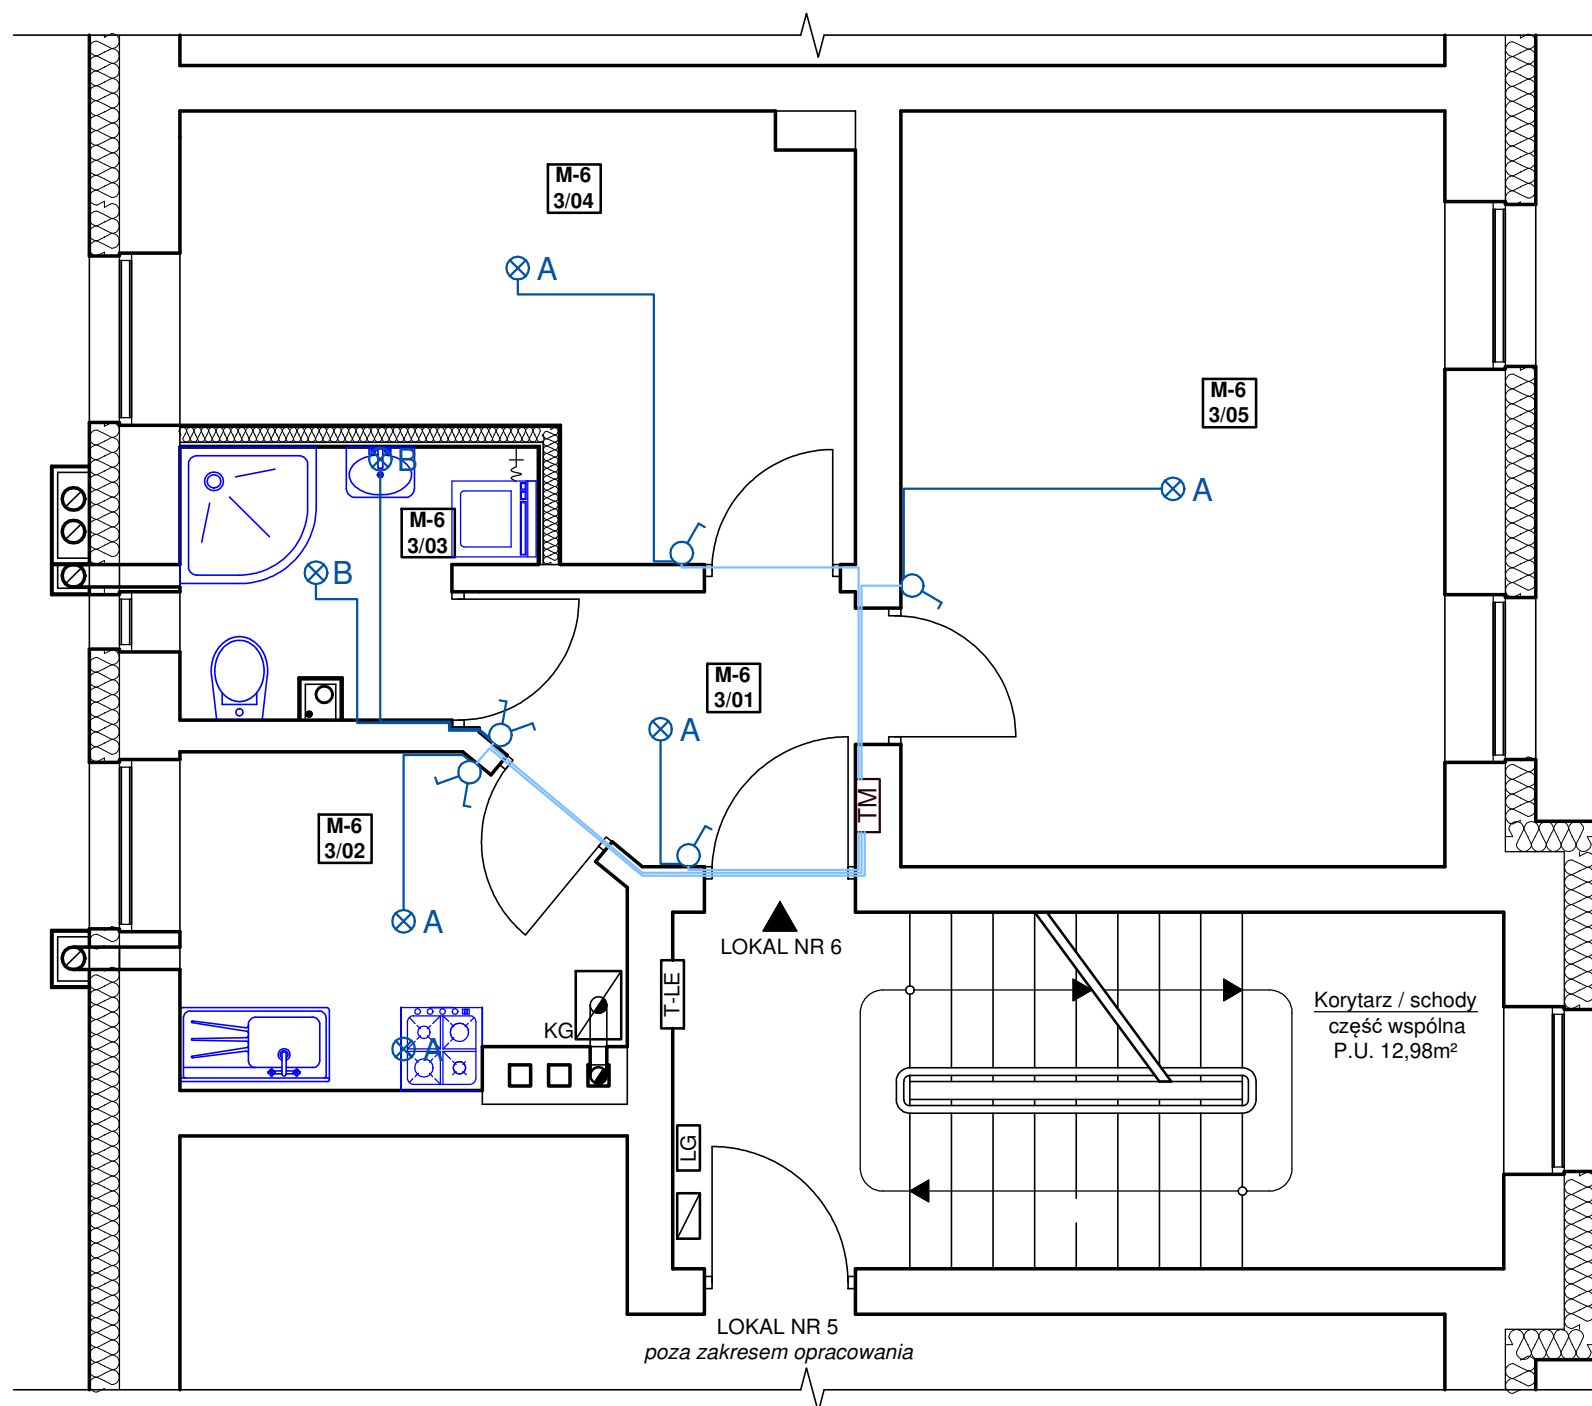 M-6
3/04
A
M-6
3/05
A
B
M-6
3/03
B
M-6
3/01
A
TM
M-6
3/02
A
LOKAL NR 6
T-LE
KG
A
Korytarz / schody
część wspólna
P.U. 12,98m²
LG
LOKAL NR 5
poza zakresem opracowania